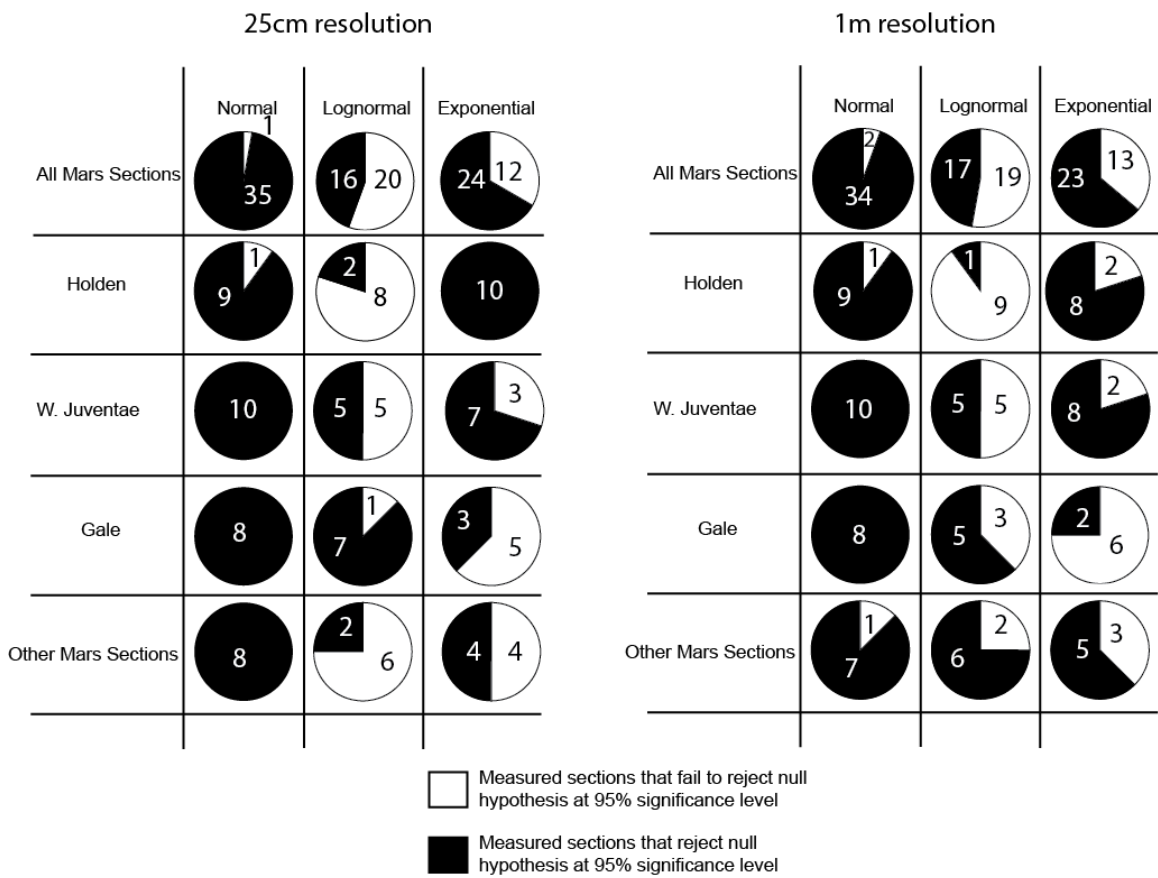 25cm resolution
1m resolution
Normal Lognormal Exponential
Normal Lognormal Exponential
All Mars Sections 1 35 16 20 24 12
All Mars Sections 2 34 17 19 23 13
Holden 1 9 2 8 10
Holden 1 9 1 9 2 8
W. Juventae 10 5 5 3 7
W. Juventae 10 5 5 2 8
Gale 8 1 7 3 5
Gale 8 5 3 2 6
Other Mars Sections 8 2 6 4 4
Other Mars Sections 1 7 2 6 5 3
Measured sections that fail to reject null
hypothesis at 95% significance level
Measured sections that reject null
hypothesis at 95% significance level